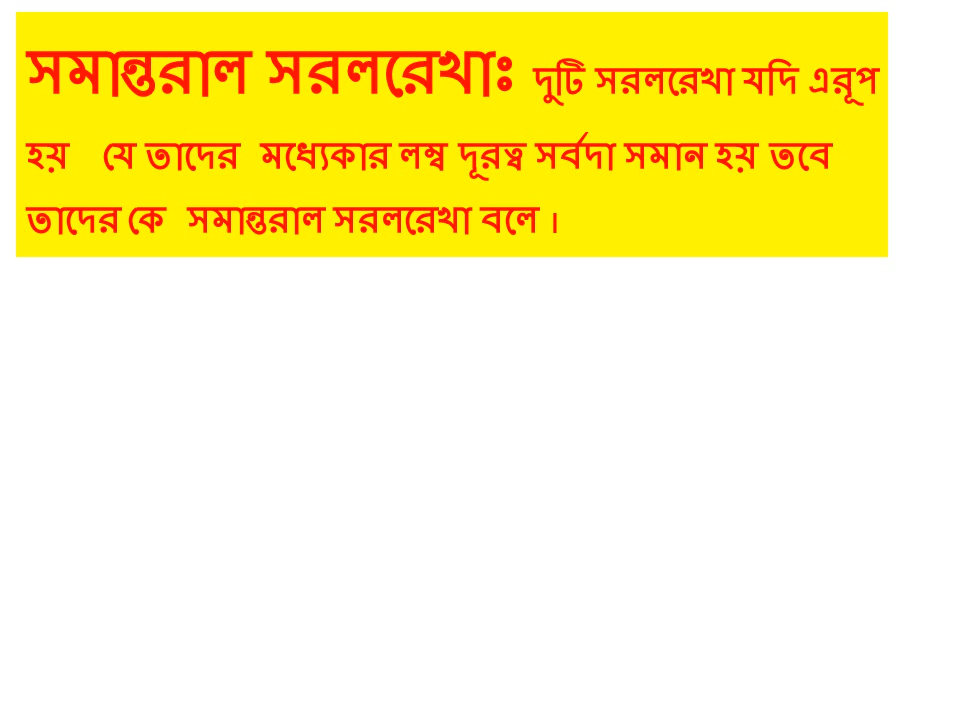 সমান্তরাল সরলরেখাঃ দুটি সরলরেখা যদি এরূপ
হয় যে তাদের মধ্যেকার লম্ব দূরত্ব সর্বদা সমান হয় তবে
তাদের কে সমান্তরাল সরলরেখা বলে ।